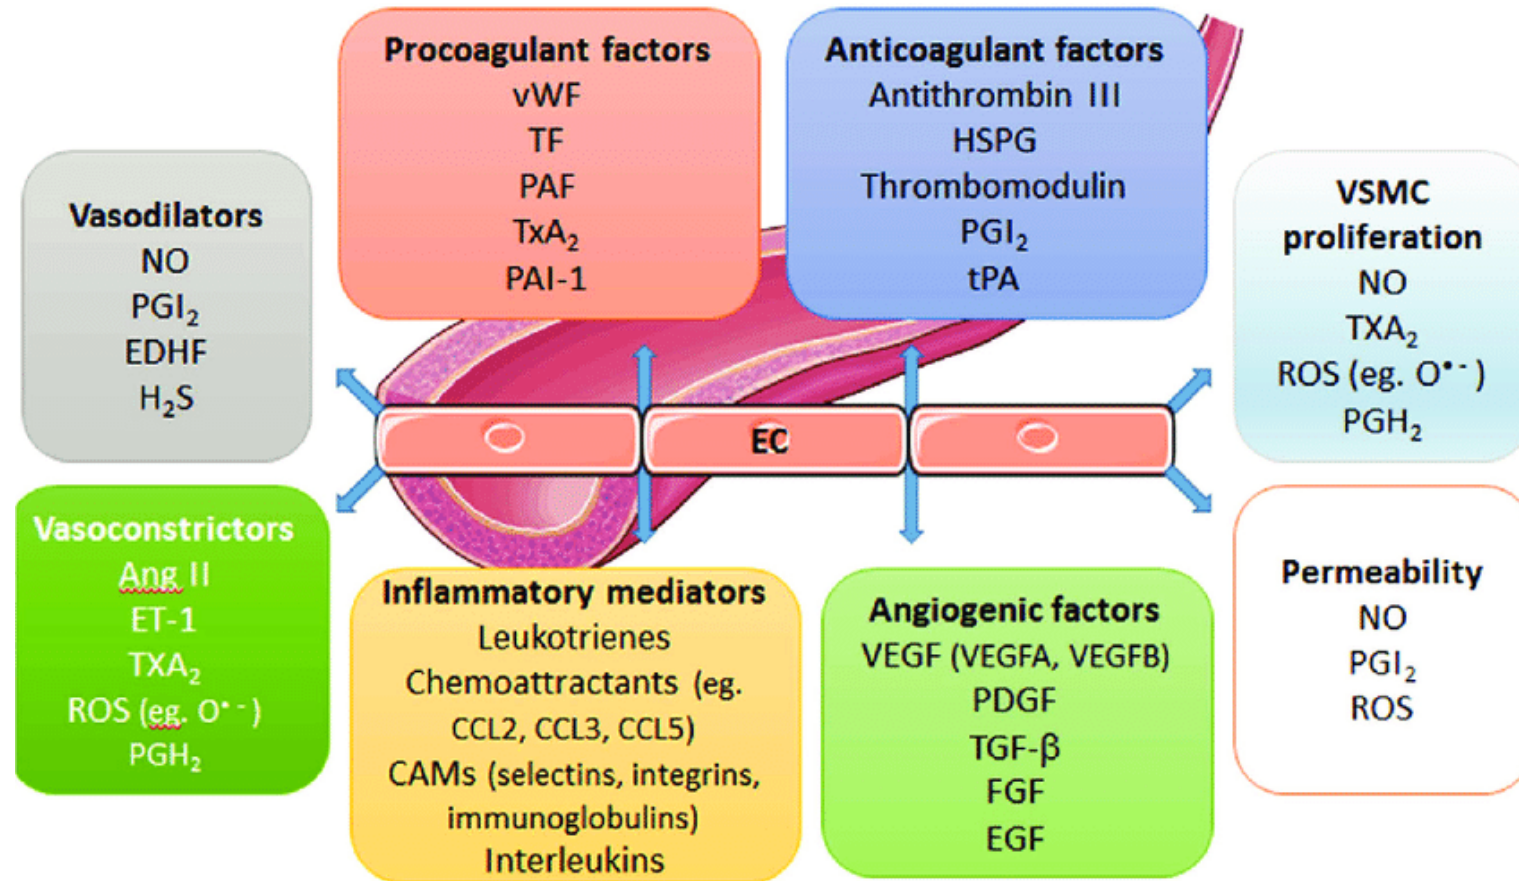 Procoagulant factors
vWF
TF
PAF
TxA₂
PAI-1
Anticoagulant factors
Antithrombin III
HSPG
Thrombomodulin
PGI₂
tPA
Vasodilators
NO
PGI₂
EDHF
H₂S
VSMC
proliferation
NO
TXA₂
ROS (eg. O•⁻)
PGH₂
EC
Vasoconstrictors
Ang II
ET-1
TXA₂
ROS (eg. O•⁻)
PGH₂
Inflammatory mediators
Leukotrienes
Chemoattractants (eg.
CCL2, CCL3, CCL5)
CAMs (selectins, integrins,
immunoglobulins)
Interleukins
Angiogenic factors
VEGF (VEGFA, VEGFB)
PDGF
TGF-β
FGF
EGF
Permeability
NO
PGI₂
ROS